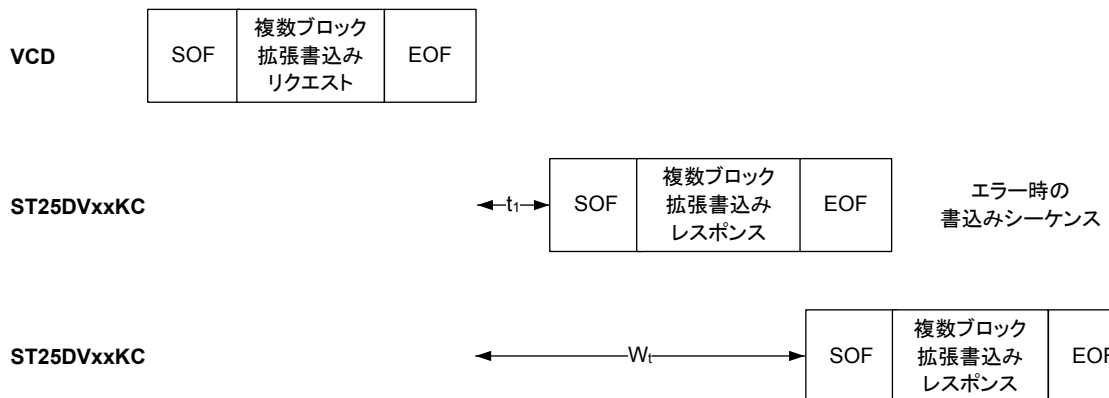 VCD
SOF
複数ブロック
拡張書込み
リクエスト
EOF
ST25DVxxKC
t1
SOF
複数ブロック
拡張書込み
レスポンス
EOF
エラー時の
書込みシーケンス
ST25DVxxKC
Wt
SOF
複数ブロック
拡張書込み
レスポンス
EOF